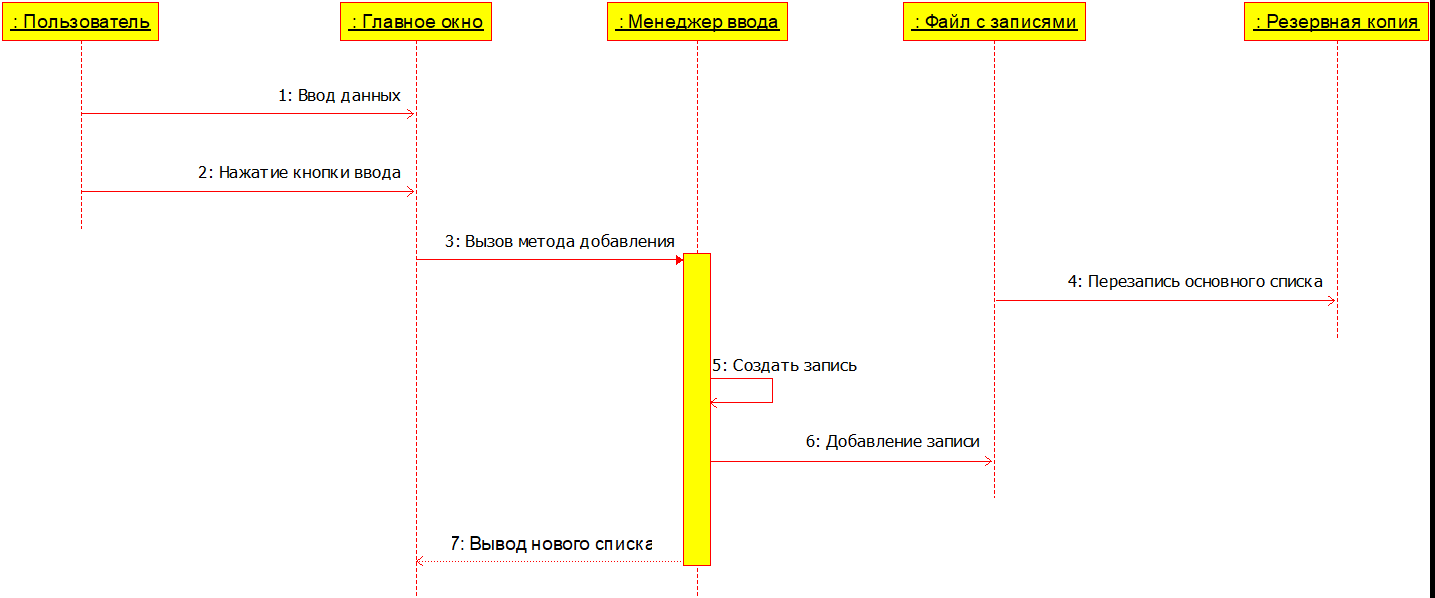 : Пользователь
: Главное окно
: Менеджер ввода
: Файл с записями
: Резервная копия
1: Ввод данных
2: Нажатие кнопки ввода
3: Вызов метода добавления
4: Перезапись основного списка
5: Создать запись
6: Добавление записи
7: Вывод нового списка